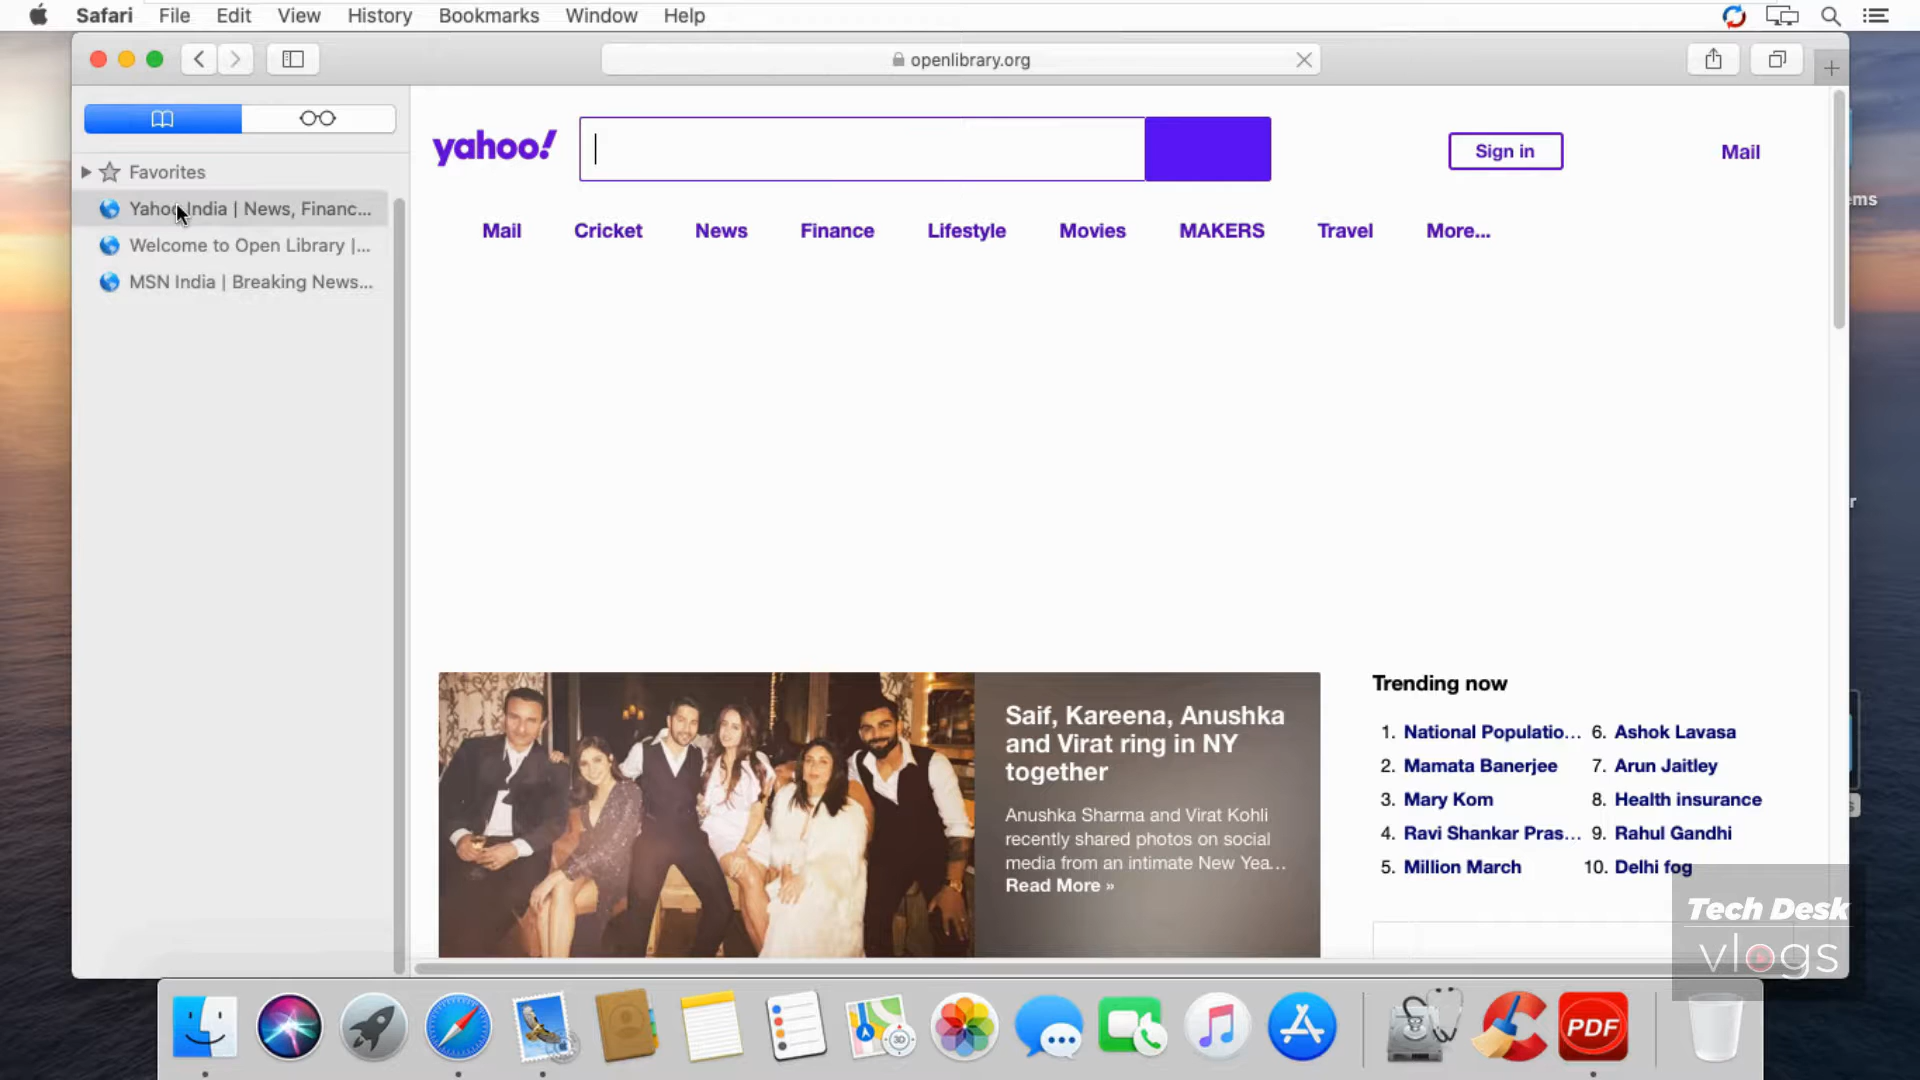 Safari File Edit View History Bookmarks Window Help
openlibrary.org
Favorites
Yahoo India | News, Financ...
Welcome to Open Library |...
MSN India | Breaking News...
yahoo!
Sign in
Mail
Mail Cricket News Finance Lifestyle Movies MAKERS Travel More...
Saif, Kareena, Anushka
and Virat ring in NY
together
Anushka Sharma and Virat Kohli
recently shared photos on social
media from an intimate New Yea...
Read More »
Trending now
1. National Populatio... 6. Ashok Lavasa
2. Mamata Banerjee 7. Arun Jaitley
3. Mary Kom 8. Health insurance
4. Ravi Shankar Pras... 9. Rahul Gandhi
5. Million March 10. Delhi fog
Tech Desk
vlogs
ems
r
s
3D
PDF